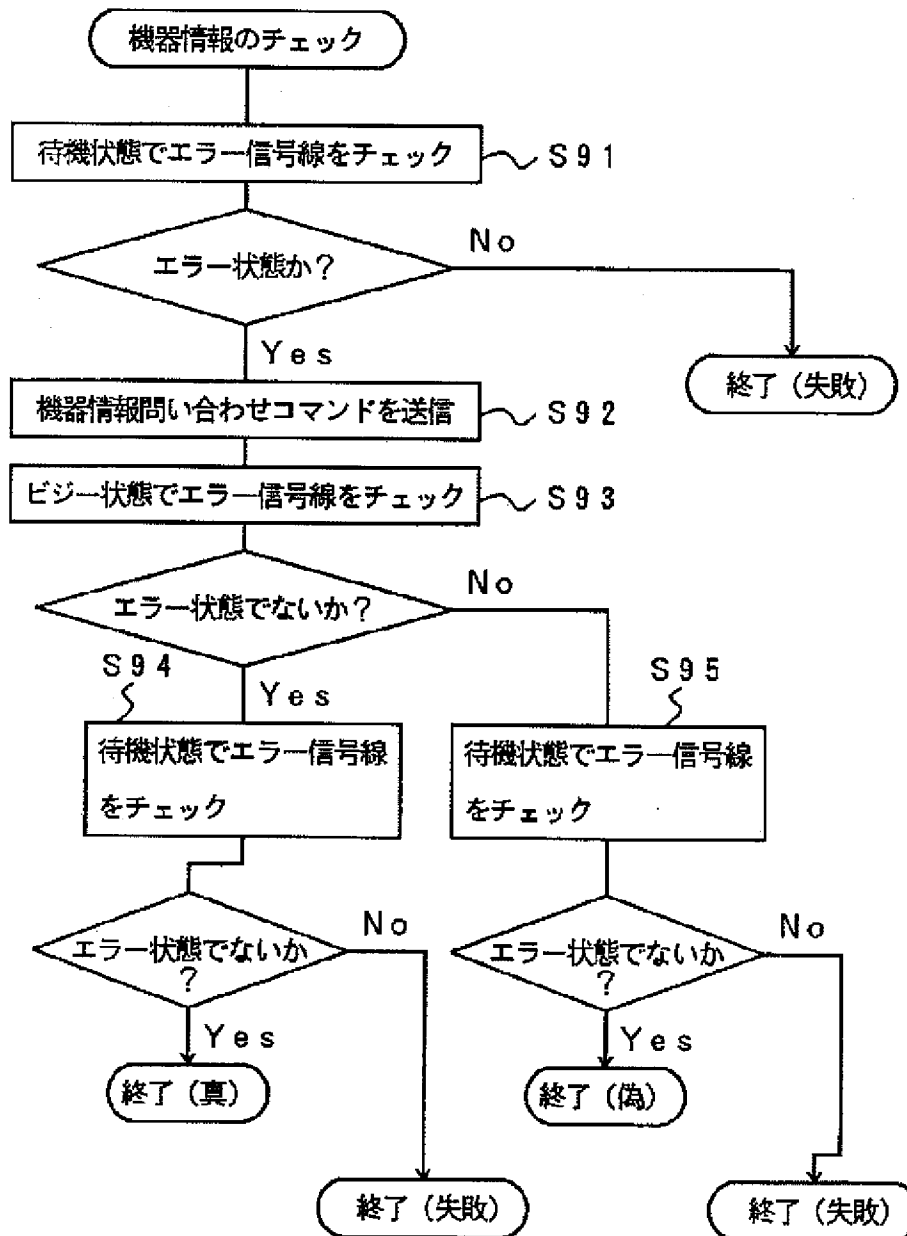 機器情報のチェック
待機状態でエラー信号線をチェック
S91
エラー状態か？
No
Yes
終了（失敗）
機器情報問い合わせコマンドを送信
S92
ビジー状態でエラー信号線をチェック
S93
エラー状態でないか？
No
Yes
S94
S95
待機状態でエラー信号線
をチェック
待機状態でエラー信号線
をチェック
エラー状態でないか
？
No
Yes
エラー状態でないか
？
No
Yes
終了（真）
終了（偽）
終了（失敗）
終了（失敗）